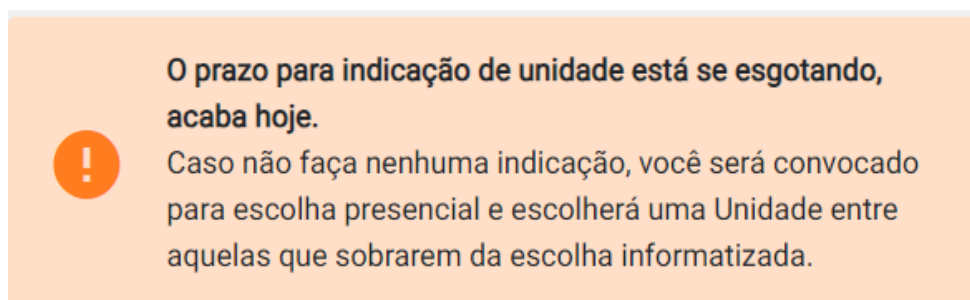 O prazo para indicação de unidade está se esgotando,
acaba hoje.
Caso não faça nenhuma indicação, você será convocado
para escolha presencial e escolherá uma Unidade entre
aquelas que sobrarem da escolha informatizada.